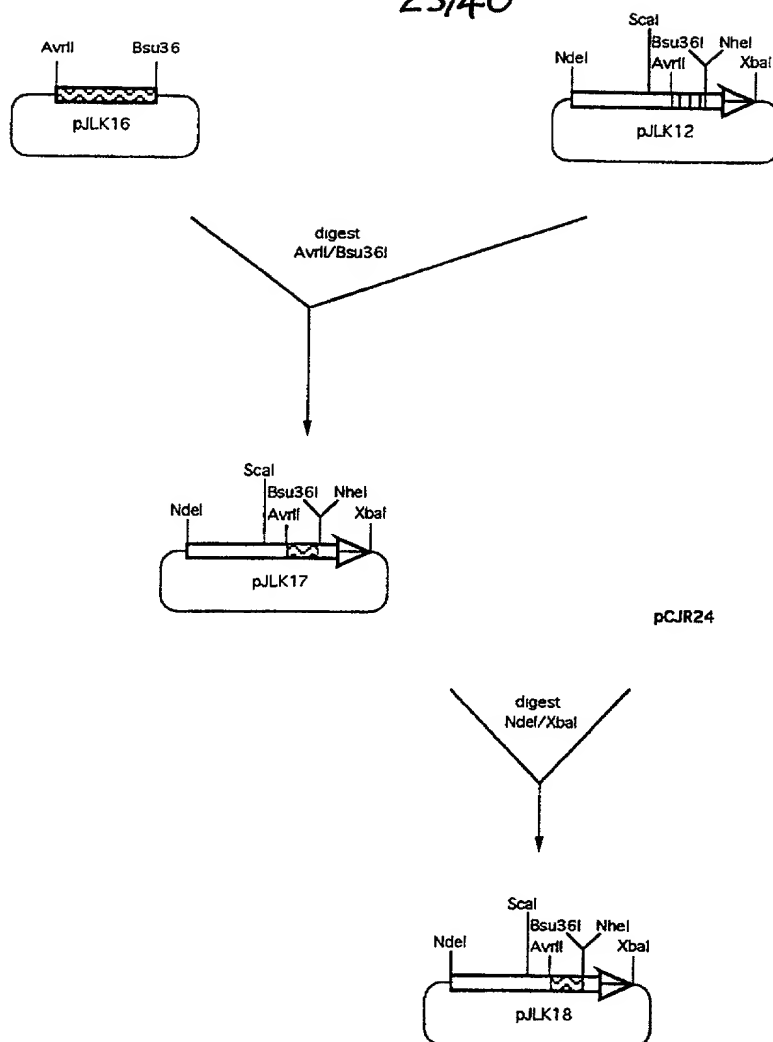 23/40
AvrII Bsu36
pJLK16
ScaI
Bsu36I NheI
NdeI AvrII XbaI
pJLK12
digest
AvrII/Bsu36I
ScaI
Bsu36I NheI
NdeI AvrII XbaI
pJLK17
pCJR24
digest
NdeI/XbaI
ScaI
Bsu36I NheI
NdeI AvrII XbaI
pJLK18